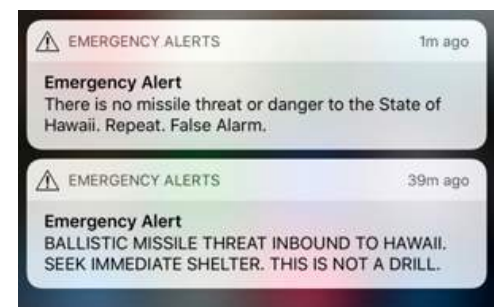 EMERGENCY ALERTS 1m ago
Emergency Alert
There is no missile threat or danger to the State of
Hawaii. Repeat. False Alarm.
EMERGENCY ALERTS 39m ago
Emergency Alert
BALLISTIC MISSILE THREAT INBOUND TO HAWAII.
SEEK IMMEDIATE SHELTER. THIS IS NOT A DRILL.